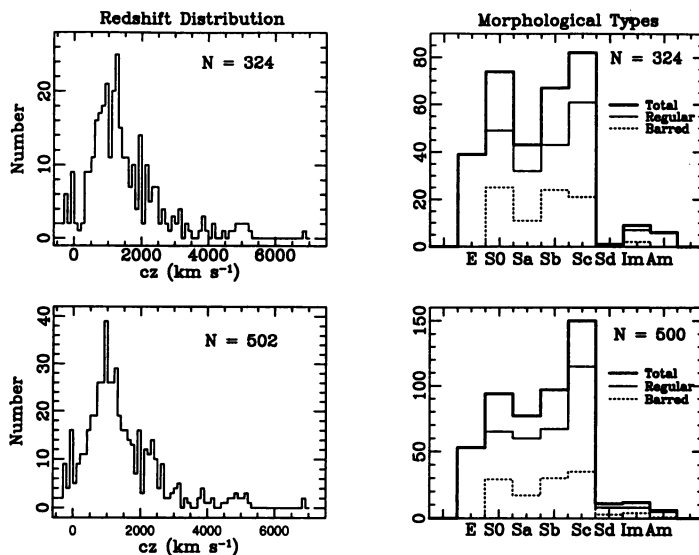 Redshift Distribution
Number
20
10
0
N = 324
0 2000 4000 6000
cz (km s⁻¹)
Morphological Types
80
60
40
20
0
N = 324
Total
Regular
Barred
E S0 Sa Sb Sc Sd Im Am
Number
40
30
20
10
0
N = 502
0 2000 4000 6000
cz (km s⁻¹)
150
100
50
0
N = 500
Total
Regular
Barred
E S0 Sa Sb Sc Sd Im Am